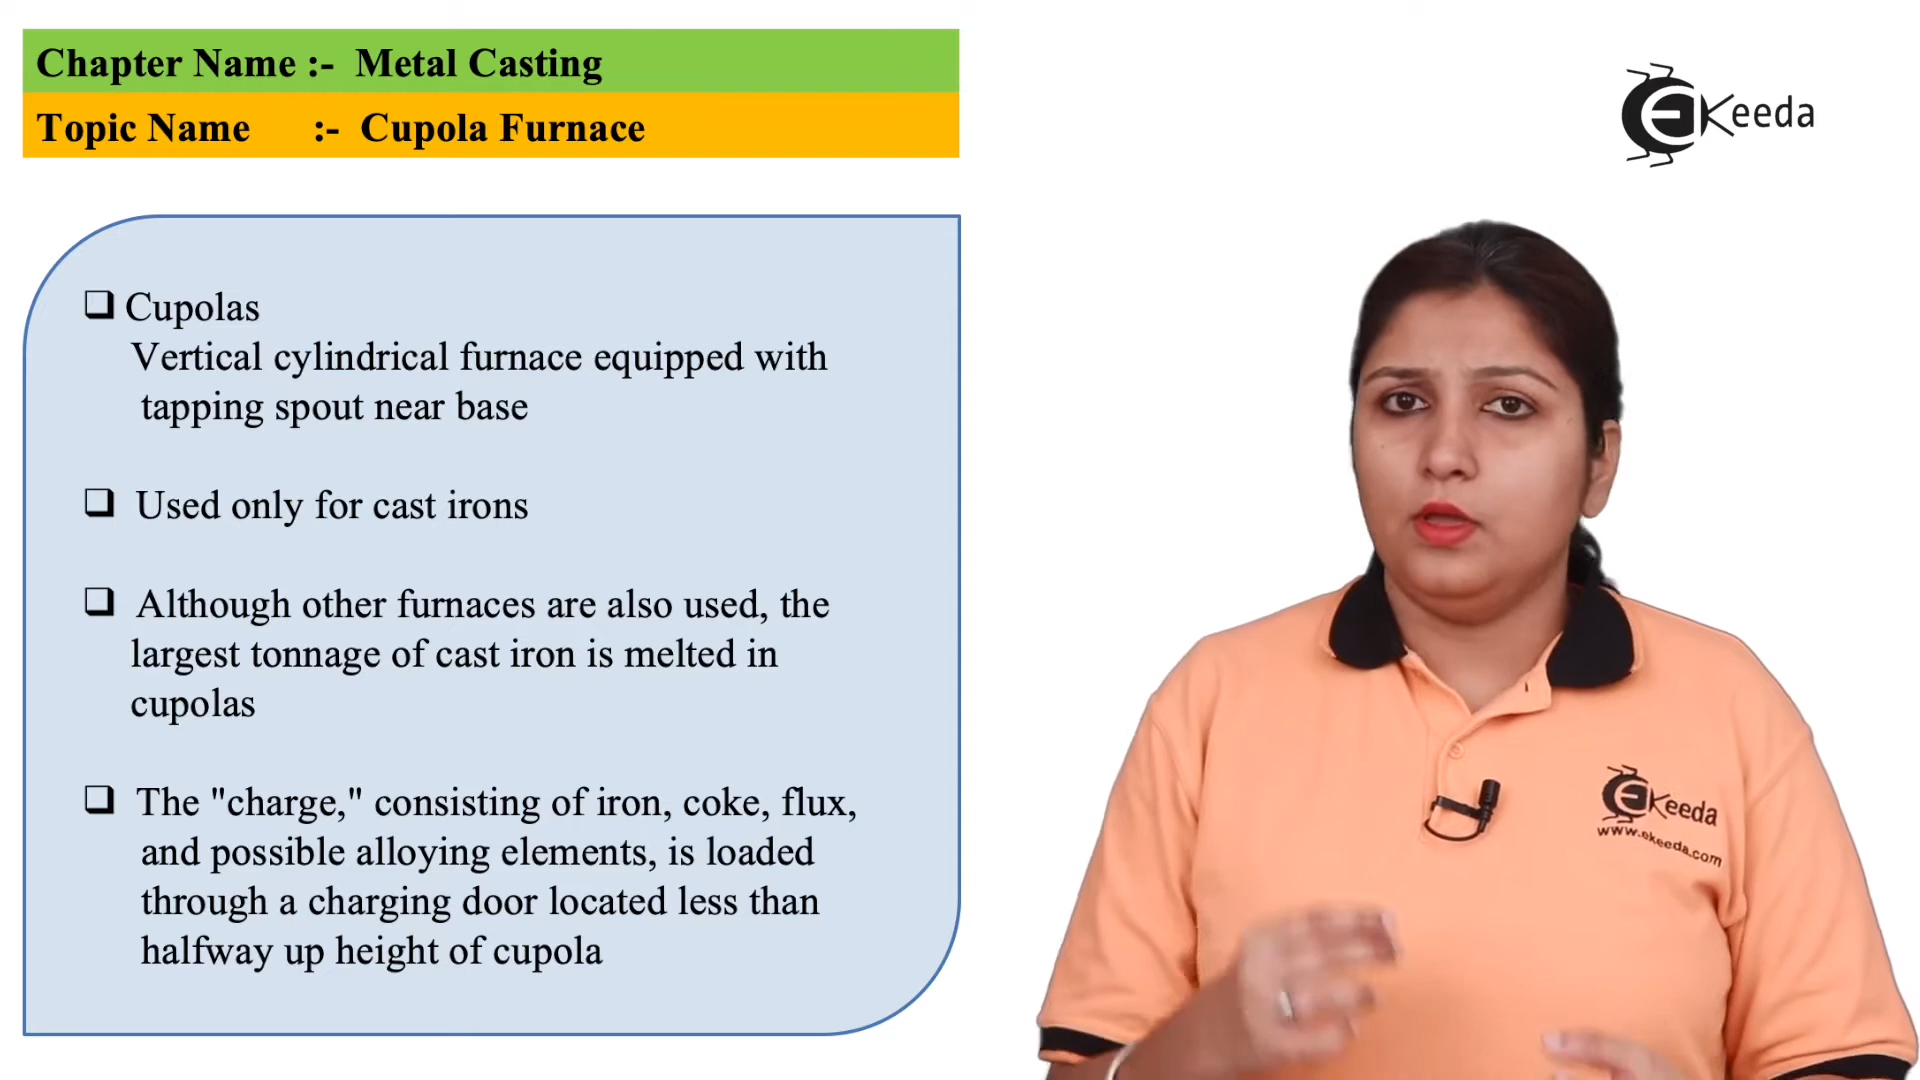 Chapter Name :- Metal Casting
Topic Name :- Cupola Furnace
EKeeda
❑ Cupolas
Vertical cylindrical furnace equipped with
tapping spout near base
❑ Used only for cast irons
❑ Although other furnaces are also used, the
largest tonnage of cast iron is melted in
cupolas
❑ The "charge," consisting of iron, coke, flux,
and possible alloying elements, is loaded
through a charging door located less than
halfway up height of cupola
EKeeda
www.ekeeda.com